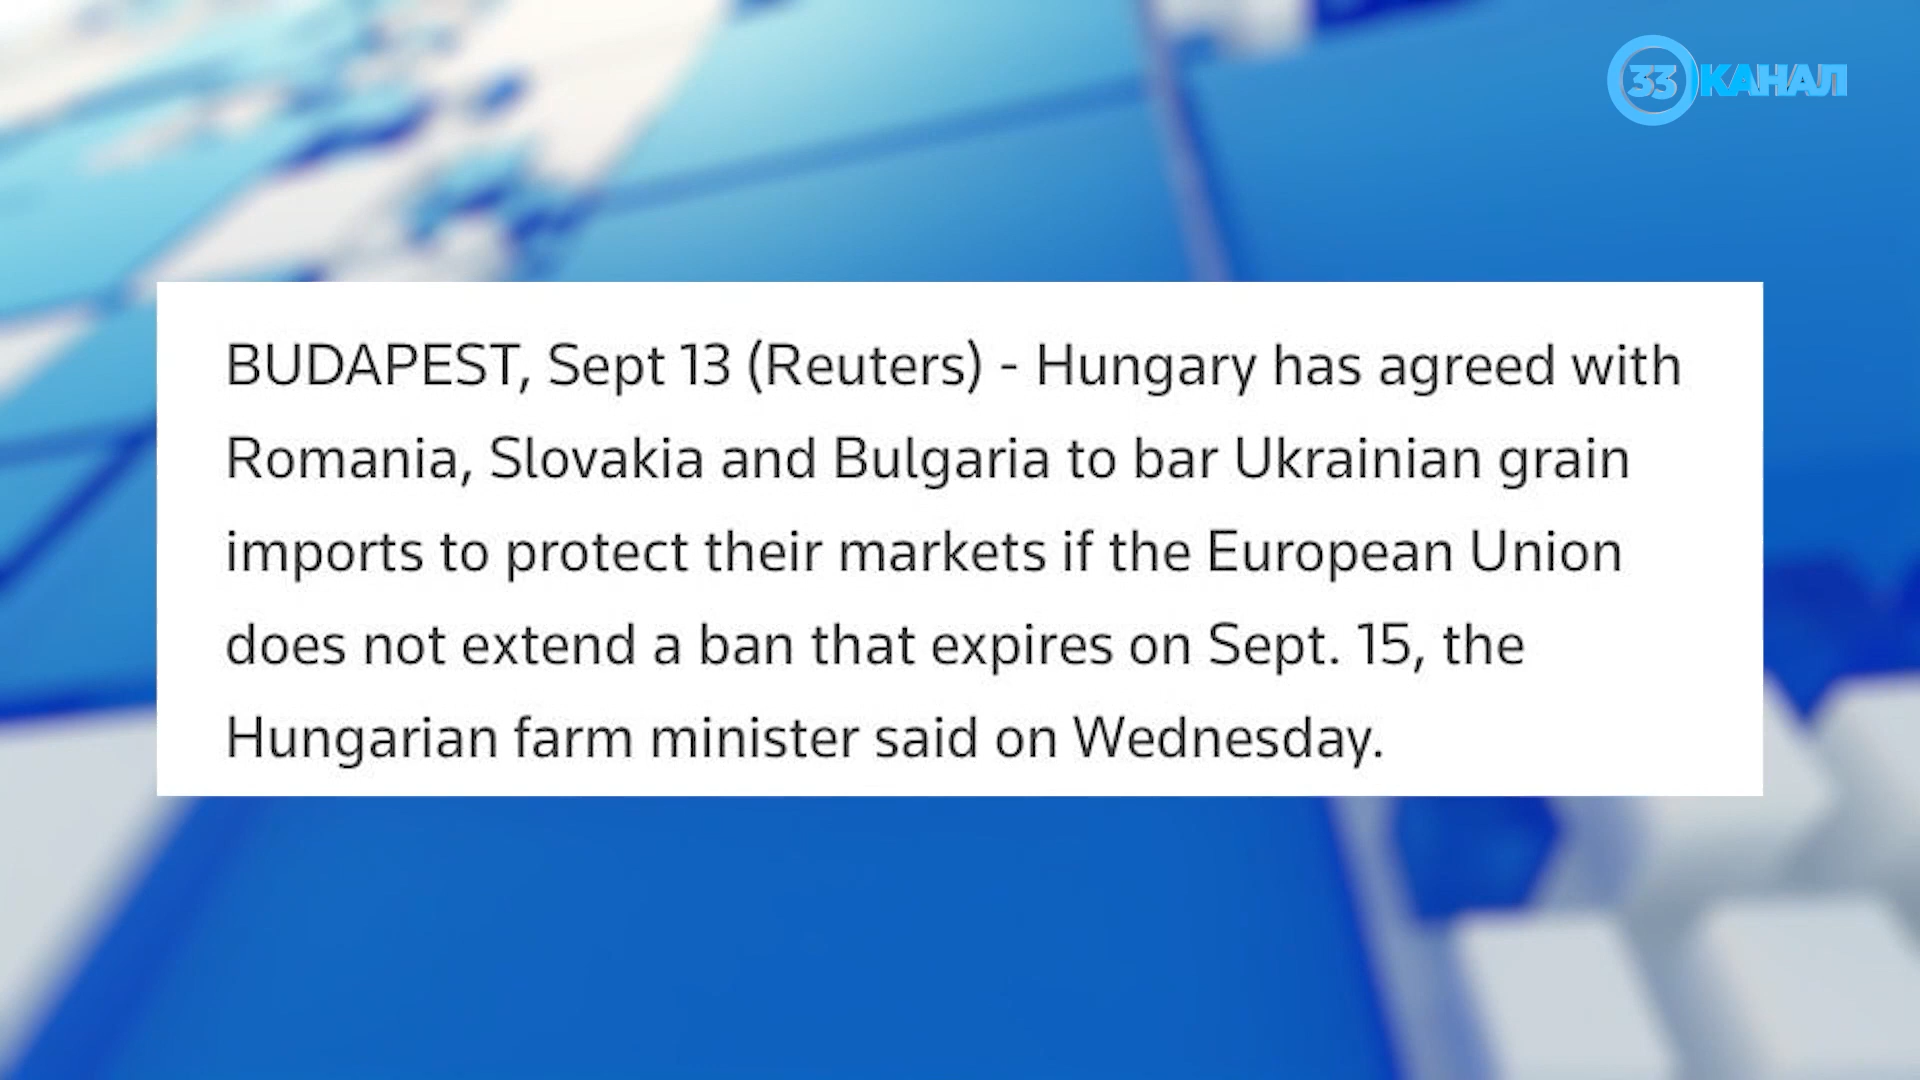 33 КАНАЛ
BUDAPEST, Sept 13 (Reuters) - Hungary has agreed with
Romania, Slovakia and Bulgaria to bar Ukrainian grain
imports to protect their markets if the European Union
does not extend a ban that expires on Sept. 15, the
Hungarian farm minister said on Wednesday.